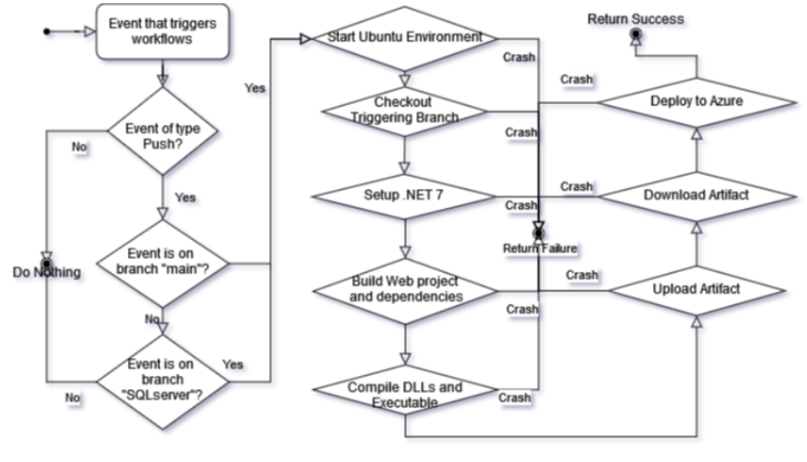 Event that triggers
workflows
Event of type
Push?
No
Yes
Do Nothing
Event is on
branch "main"?
Yes
No
Event is on
branch
"SQLserver"?
Yes
No
Start Ubuntu Environment
Crash
Checkout
Triggering Branch
Crash
Setup .NET 7
Crash
Build Web project
and dependencies
Crash
Compile DLLs and
Executable
Crash
Return Failure
Return Success
Deploy to Azure
Crash
Download Artifact
Crash
Upload Artifact
Crash